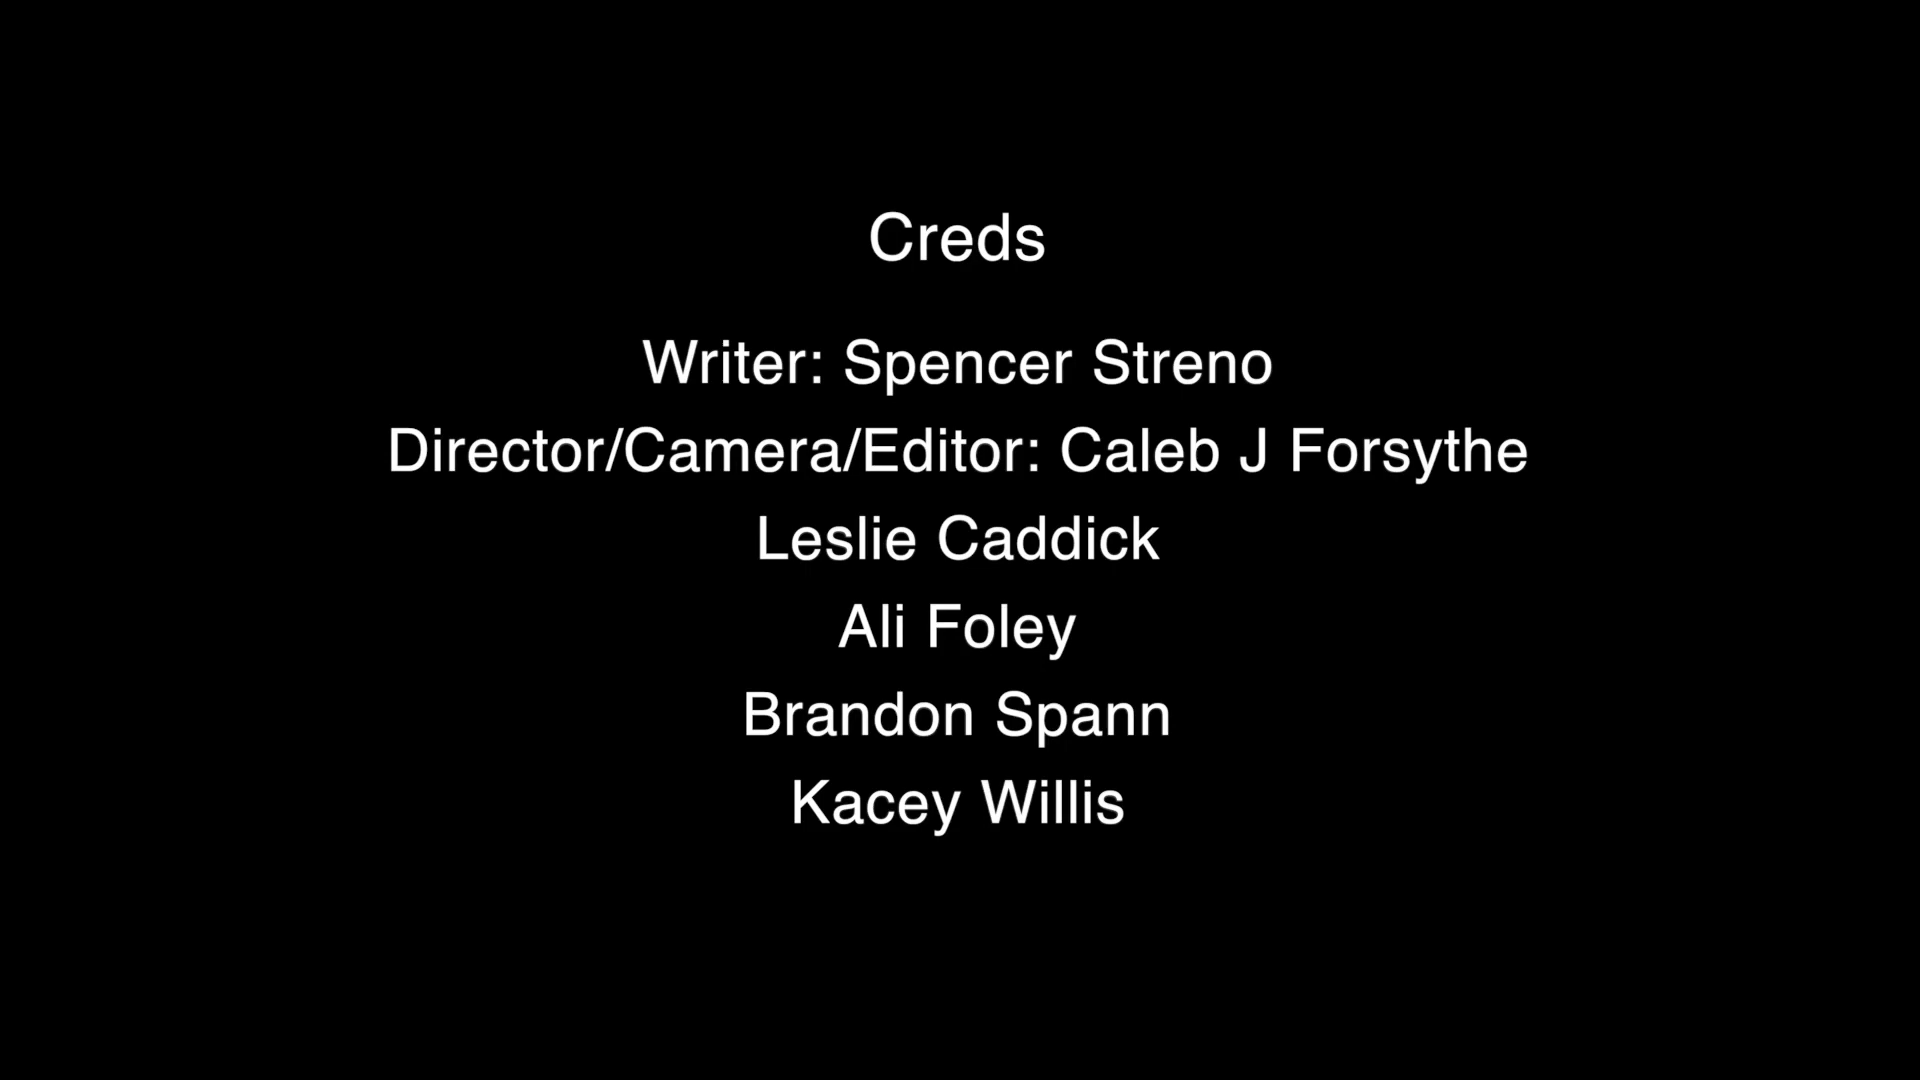 Creds
Writer: Spencer Streno
Director/Camera/Editor: Caleb J Forsythe
Leslie Caddick
Ali Foley
Brandon Spann
Kacey Willis